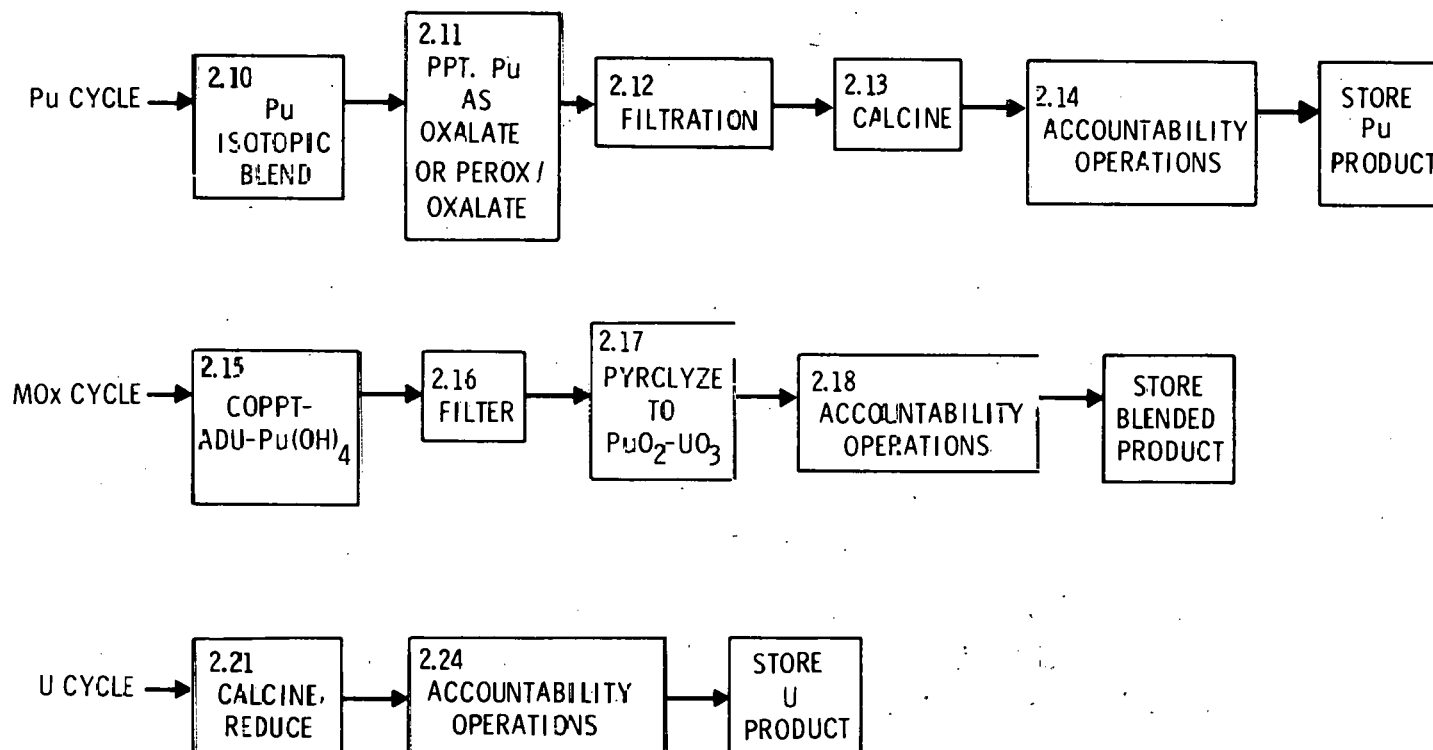 Pu CYCLE
2.10
Pu
ISOTOPIC
BLEND
2.11
PPT. Pu
AS
OXALATE
OR PEROX/
OXALATE
2.12
FILTRATION
2.13
CALCINE
2.14
ACCOUNTABILITY
OPERATIONS
STORE
Pu
PRODUCT
MOx CYCLE
2.15
COPPT-
ADU-Pu(OH)4
2.16
FILTER
2.17
PYRCLYZE
TO
PuO2-UO3
2.18
ACCOUNTABILITY
OPERATIONS
STORE
BLENDED
PRODUCT
U CYCLE
2.21
CALCINE,
REDUCE
2.24
ACCOUNTABILITY
OPERATIONS
STORE
U
PRODUCT